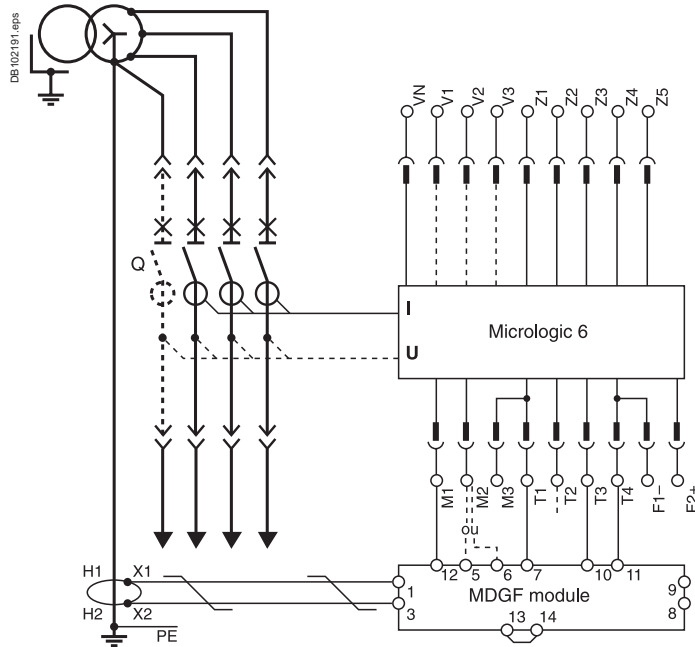 DB102191.eps
VN V1 V2 V3 Z1 Z2 Z3 Z4 Z5
Q
I
Micrologic 6
U
M1 M2 M3 T1 T2 T3 T4 F1– F2+
ou
12 5 6 7 10 11
H1 X1
1
MDGF module
9
H2 X2
3
8
13 14
PE